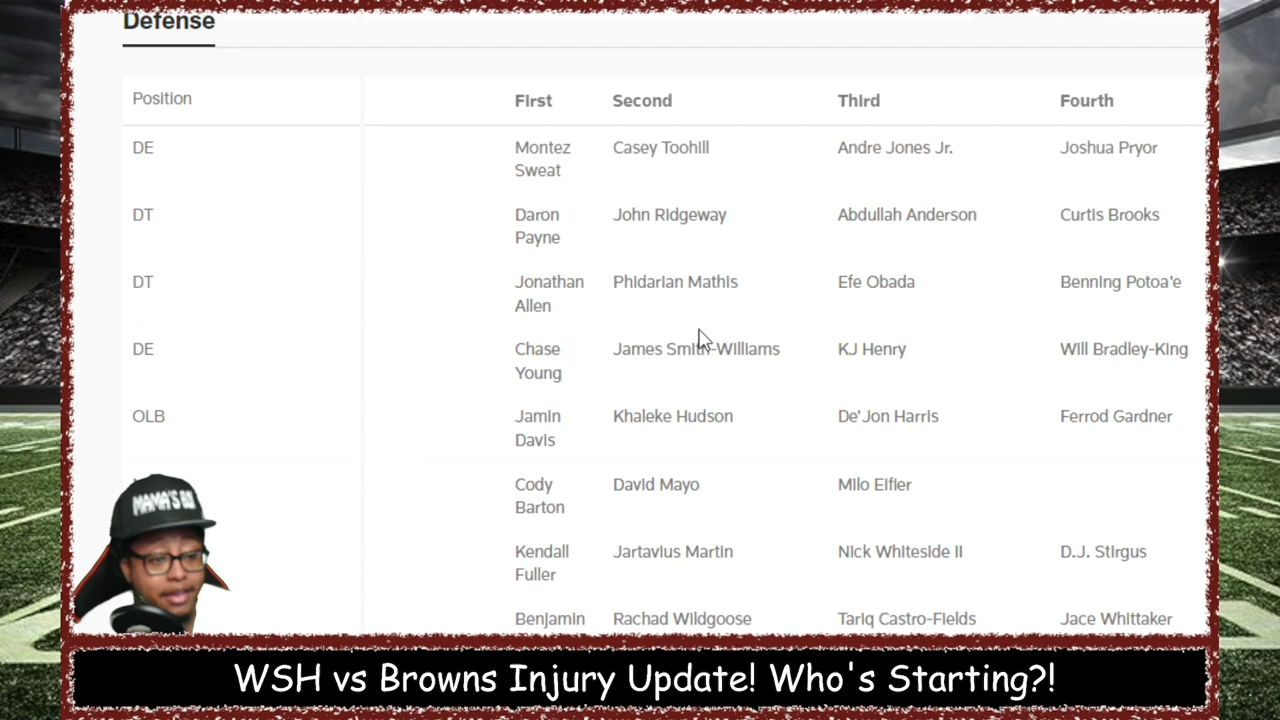 Defense
Position First Second Third Fourth
DE Montez Casey Toohill Andre Jones Jr. Joshua Pryor
Sweat
DT Daron John Ridgeway Abdullah Anderson Curtis Brooks
Payne
DT Jonathan Phidarian Mathis Efe Obada Benning Potoa'e
Allen
DE Chase James Smith-Williams KJ Henry Will Bradley-King
Young
OLB Jamin Khaleke Hudson De'Jon Harris Ferrod Gardner
Davis
Cody David Mayo Milo Eifler
Barton
Kendall Jartavius Martin Nick Whiteside II D.J. Stirgus
Fuller
Benjamin Rachad Wildgoose Tariq Castro-Fields Jace Whittaker
MAMA'S
WSH vs Browns Injury Update! Who's Starting?!